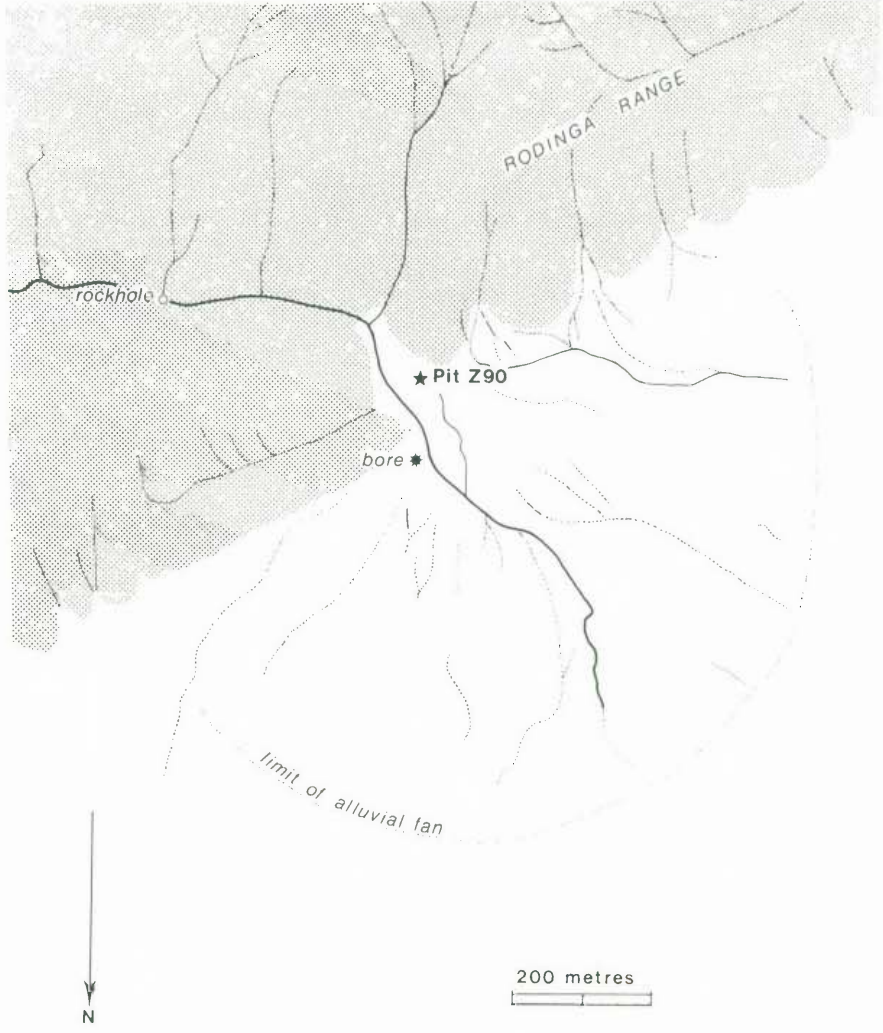 RODINGA RANGE
rockhole
Pit Z90
bore
limit of alluvial fan
200 metres
N